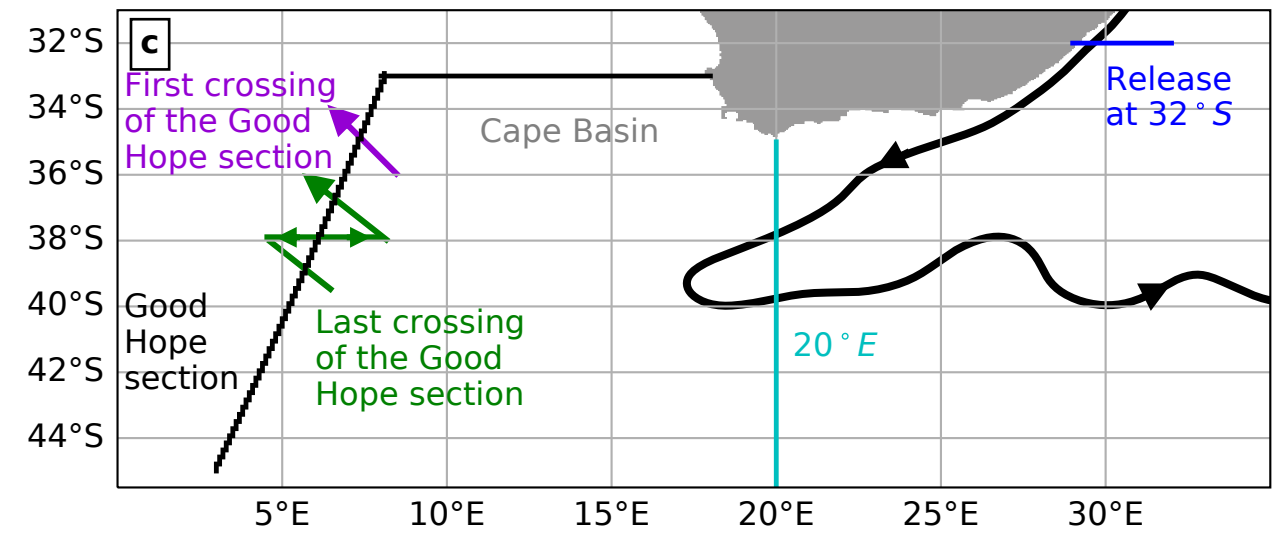 c
32°S
34°S
36°S
38°S
40°S
42°S
44°S
First crossing
of the Good
Hope section
Cape Basin
Release
at 32°S
Good
Hope
section
Last crossing
of the Good
Hope section
20°E
5°E
10°E
15°E
20°E
25°E
30°E